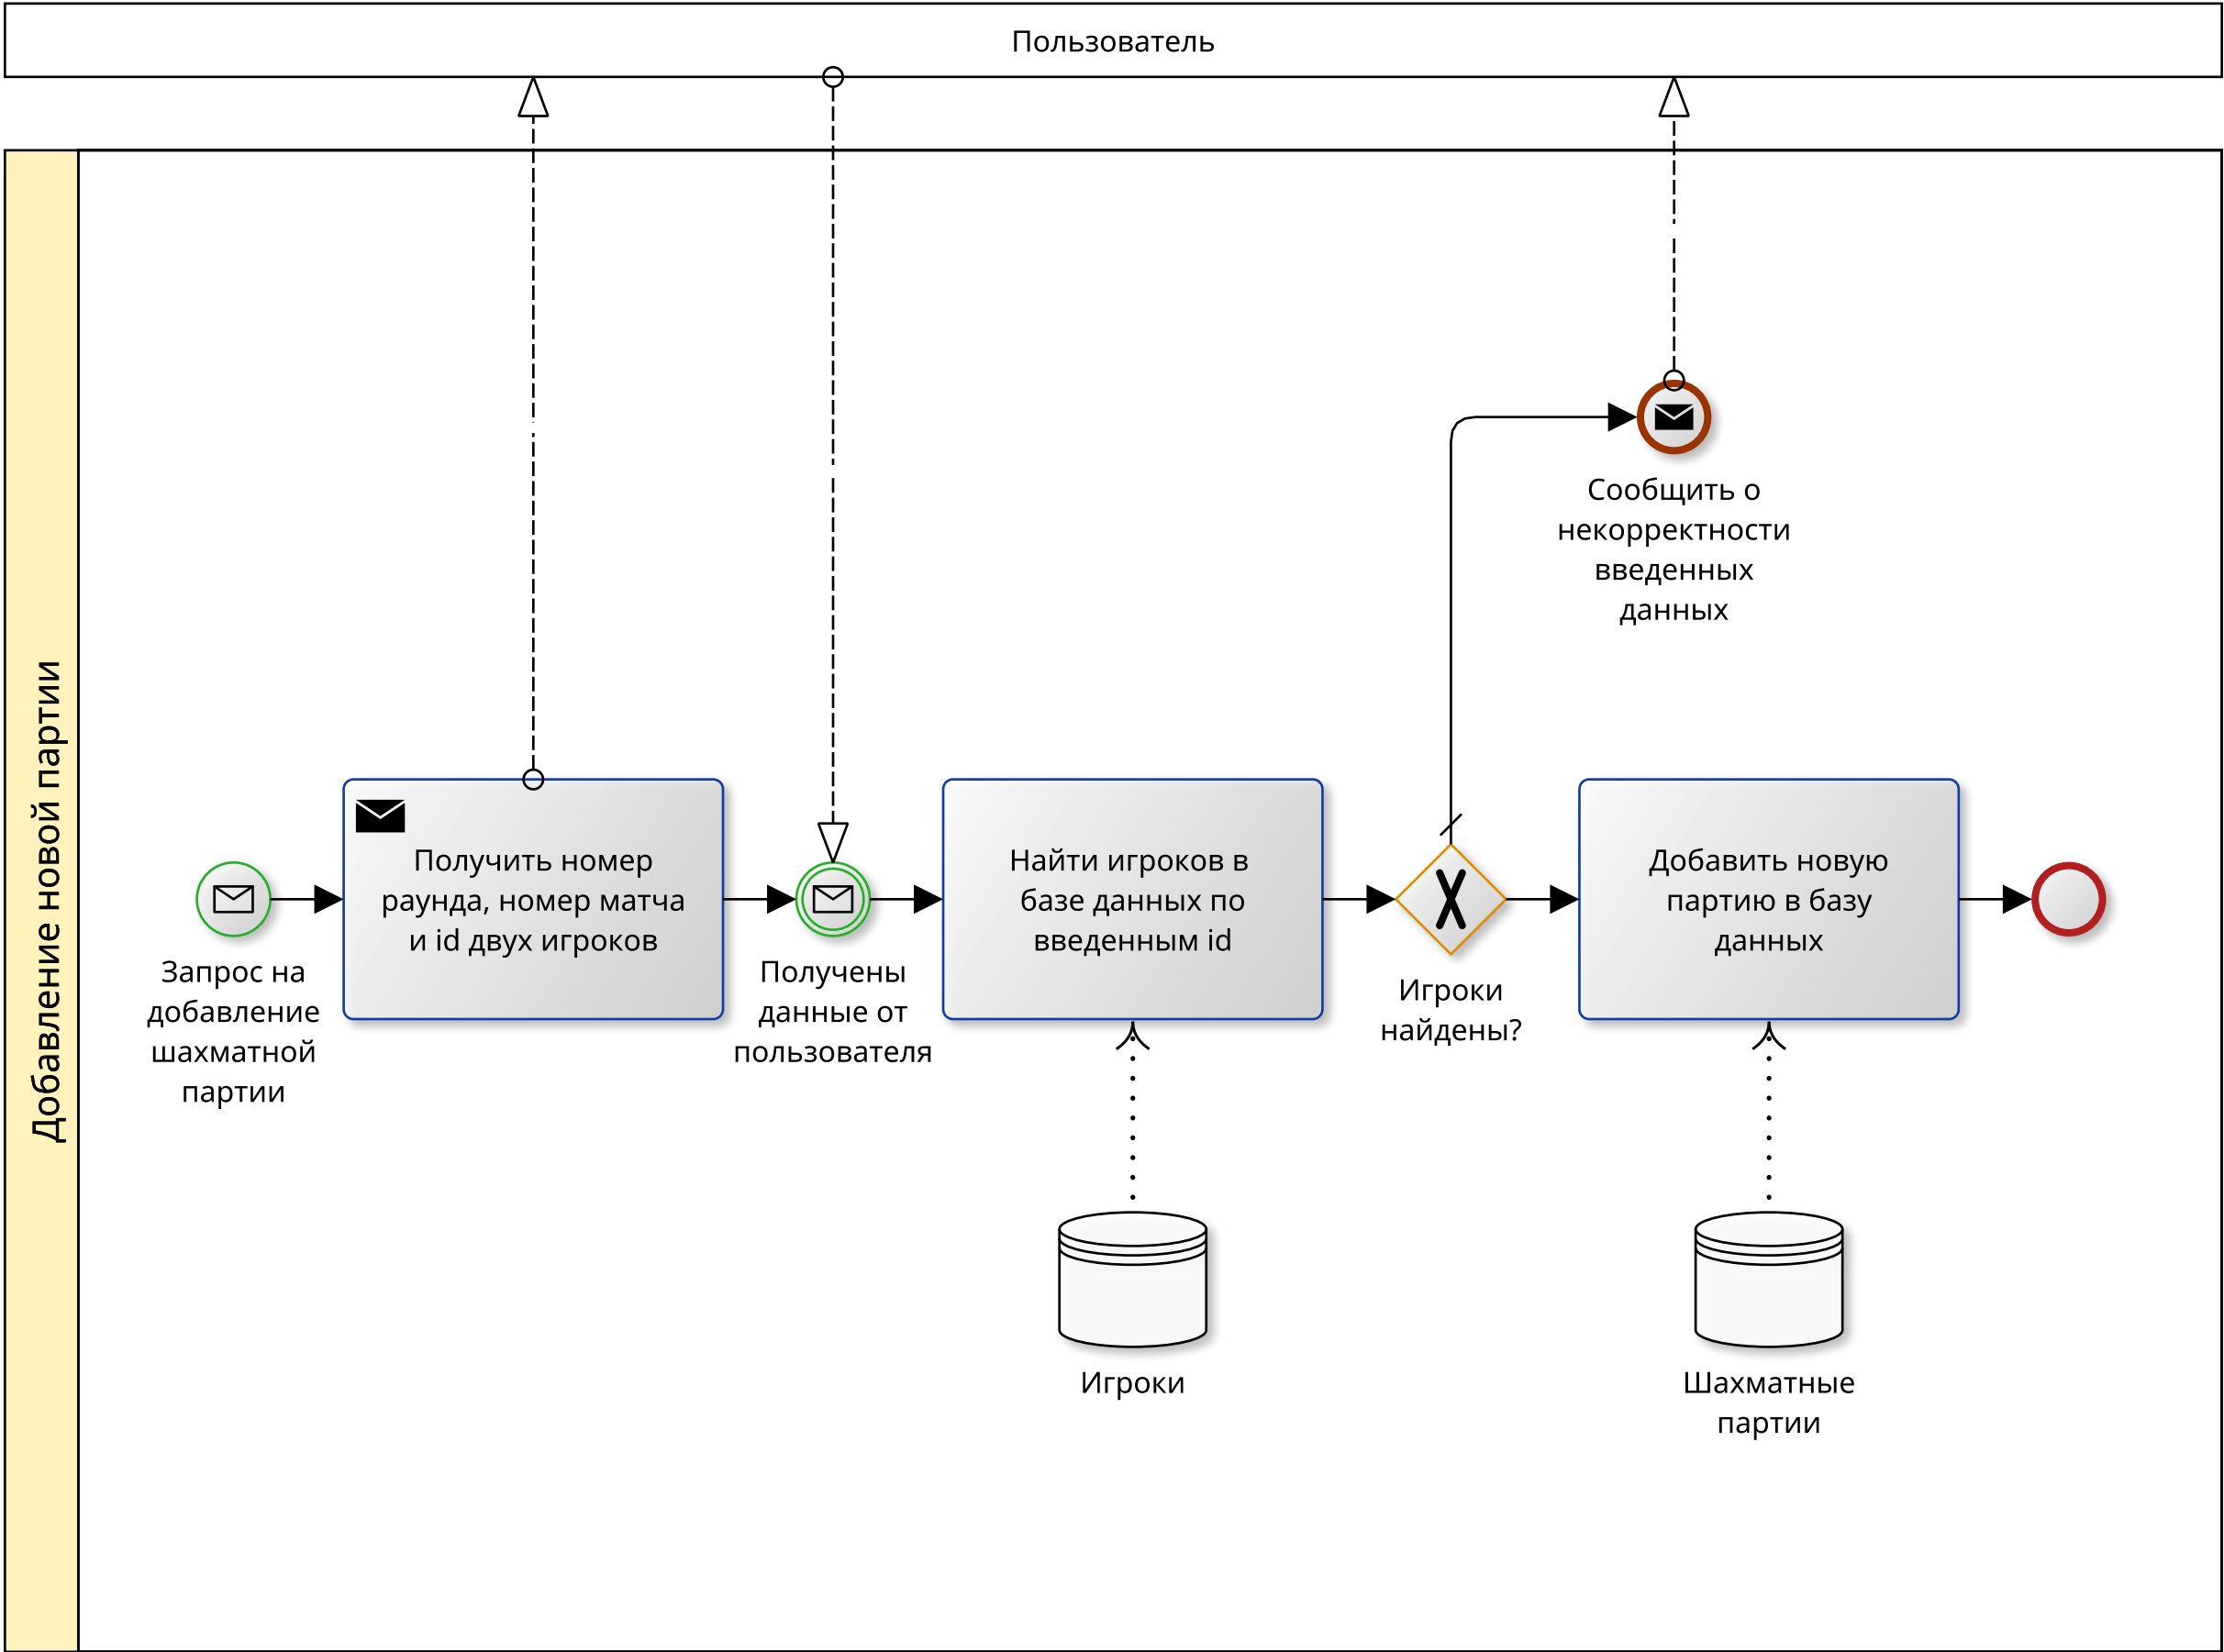 Пользователь
Добавление новой партии
Сообщить о
некорректности
введенных
данных
Получить номер
раунда, номер матча
и id двух игроков
Найти игроков в
базе данных по
введенным id
Добавить новую
партию в базу
данных
Запрос на
добавление
шахматной
партии
Получены
данные от
пользователя
Игроки
найдены?
Игроки
Шахматные
партии